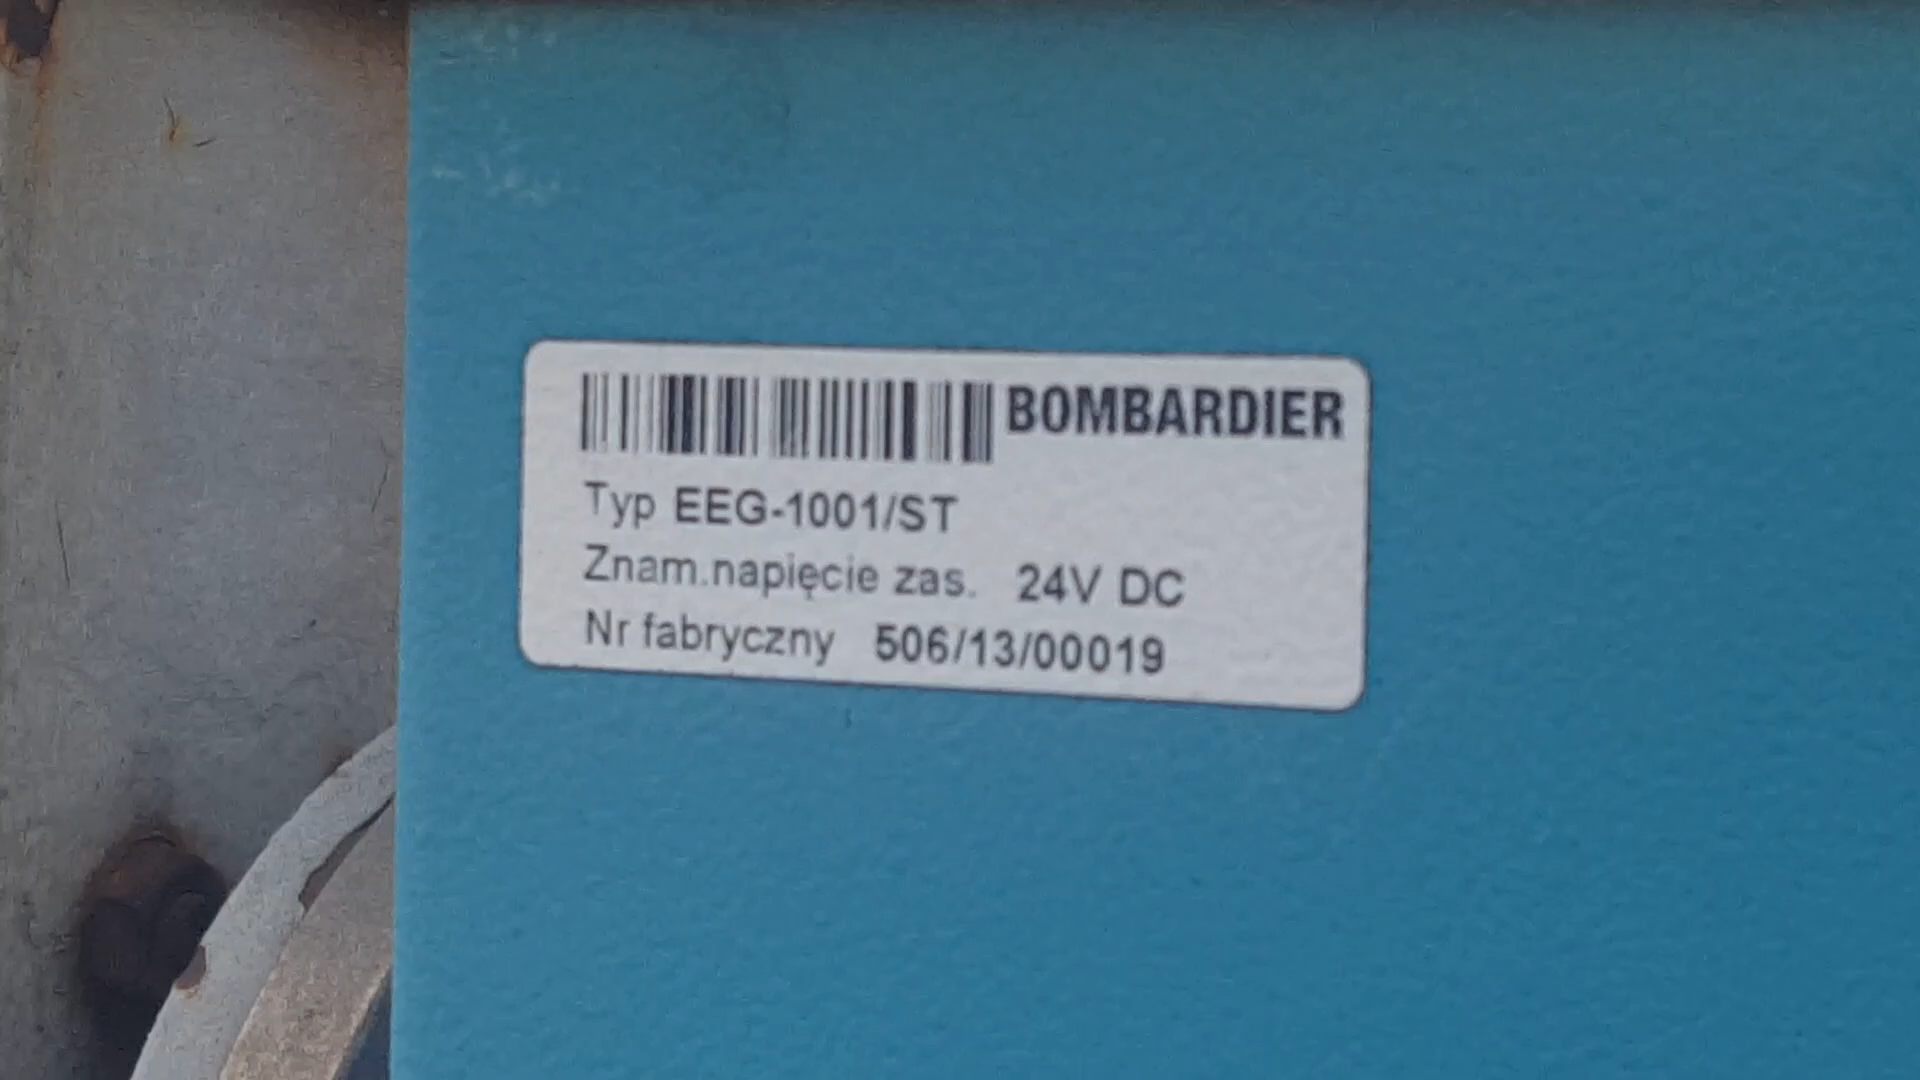 BOMBARDIER
Typ EEG-1001/ST
Znam.napięcie zas. 24V DC
Nr fabryczny 506/13/00019